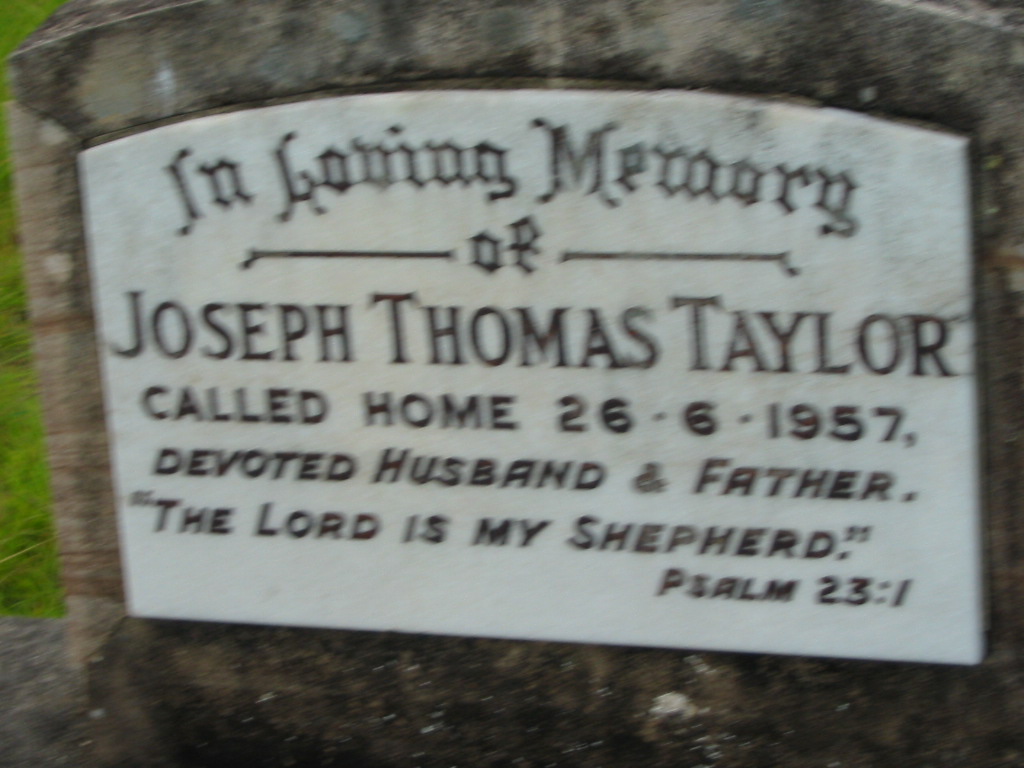 In Loving Memory
of
JOSEPH THOMAS TAYLOR
CALLED HOME 26-6-1957,
DEVOTED HUSBAND & FATHER.
"THE LORD IS MY SHEPHERD."
PSALM 23:1